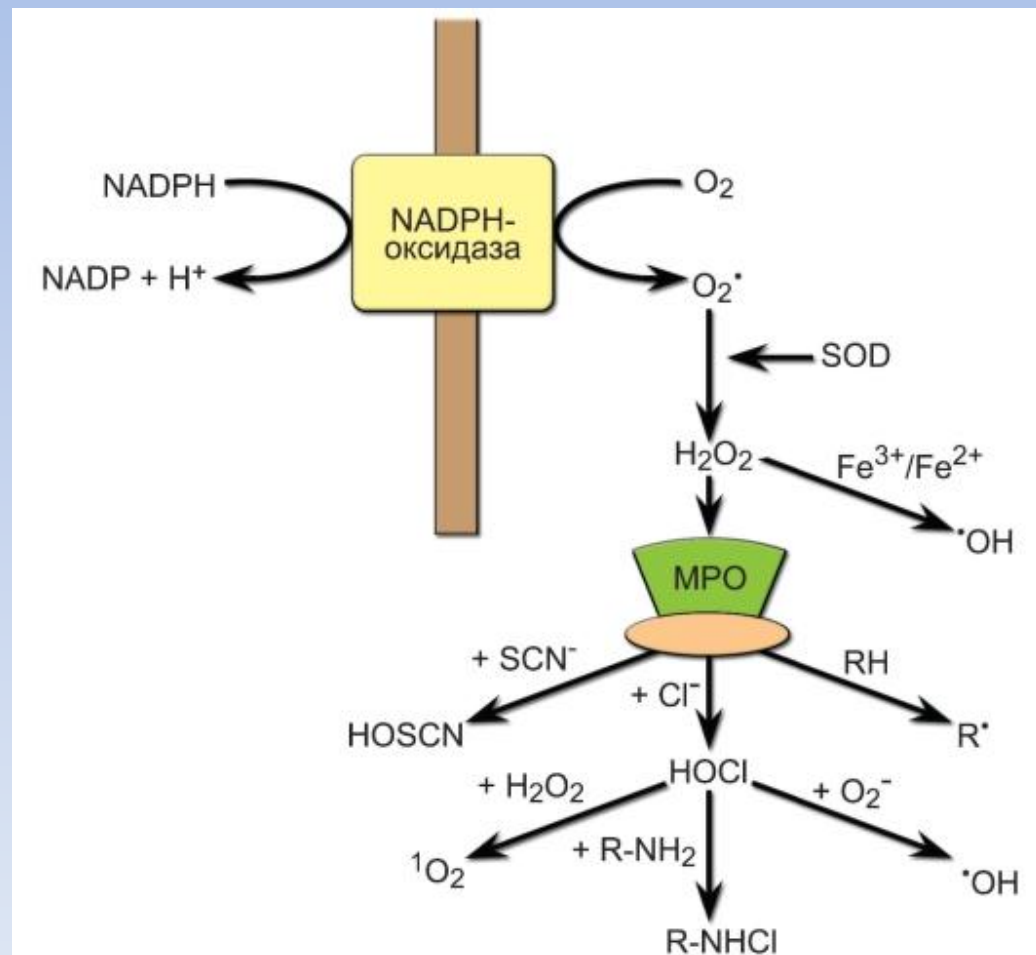 NADPH
O₂
NADPH-
оксидаза
NADP + H⁺
O₂•
SOD
H₂O₂
Fe³⁺/Fe²⁺
•OH
MPO
+ SCN⁻
+ Cl⁻
RH
HOSCN
HOCl
R•
+ H₂O₂
+ R-NH₂
+ O₂⁻
¹O₂
•OH
R-NHCl